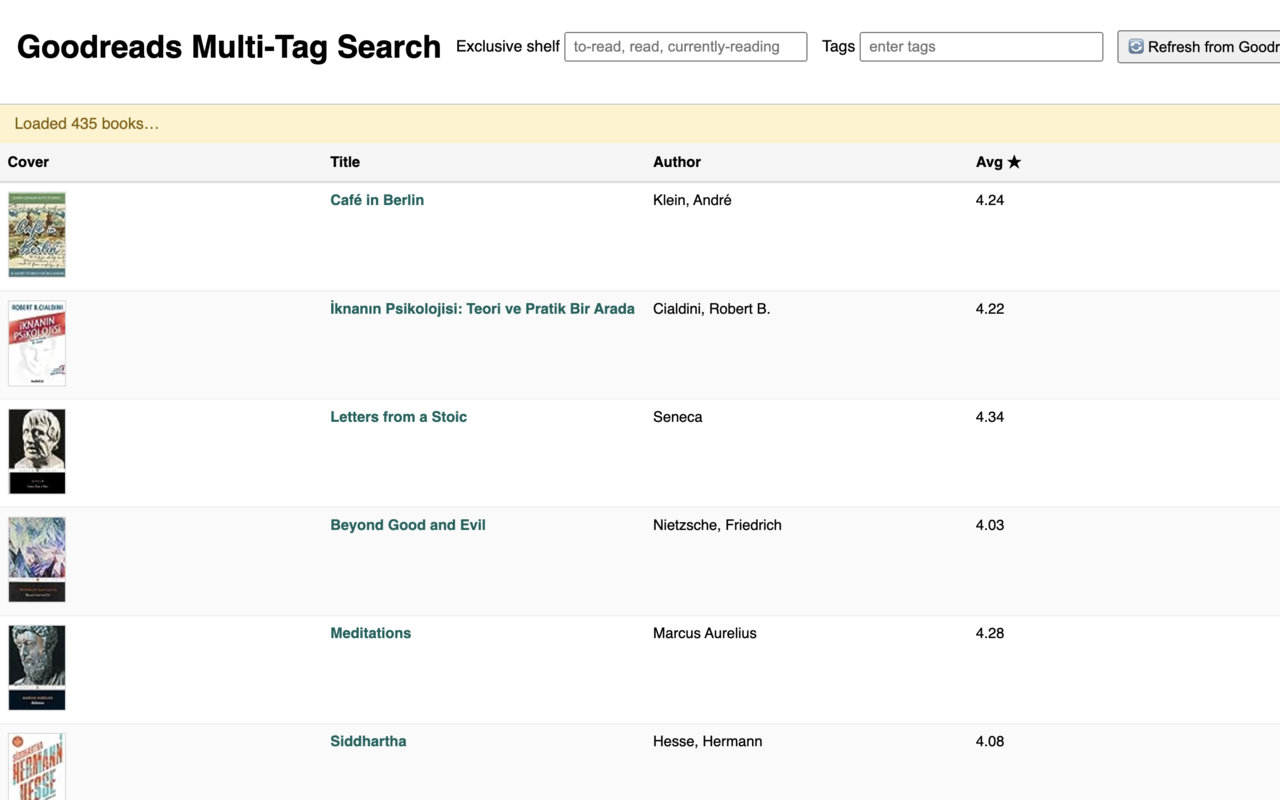 Goodreads Multi-Tag Search Exclusive shelf to-read, read, currently-reading Tags enter tags Refresh from Goodr
Loaded 435 books…
Cover Title Author Avg ★
Café in Berlin Klein, André 4.24
Café in Berlin
ROBERT B. CIALDINI
İKNANIN PSİKOLOJİSİ
İknanın Psikolojisi: Teori ve Pratik Bir Arada Cialdini, Robert B. 4.22
Letters from a Stoic Seneca 4.34
Beyond Good and Evil Nietzsche, Friedrich 4.03
Meditations Marcus Aurelius 4.28
Siddhartha Hesse, Hermann 4.08
SIDDHARTHA
HERMANN
HESSE